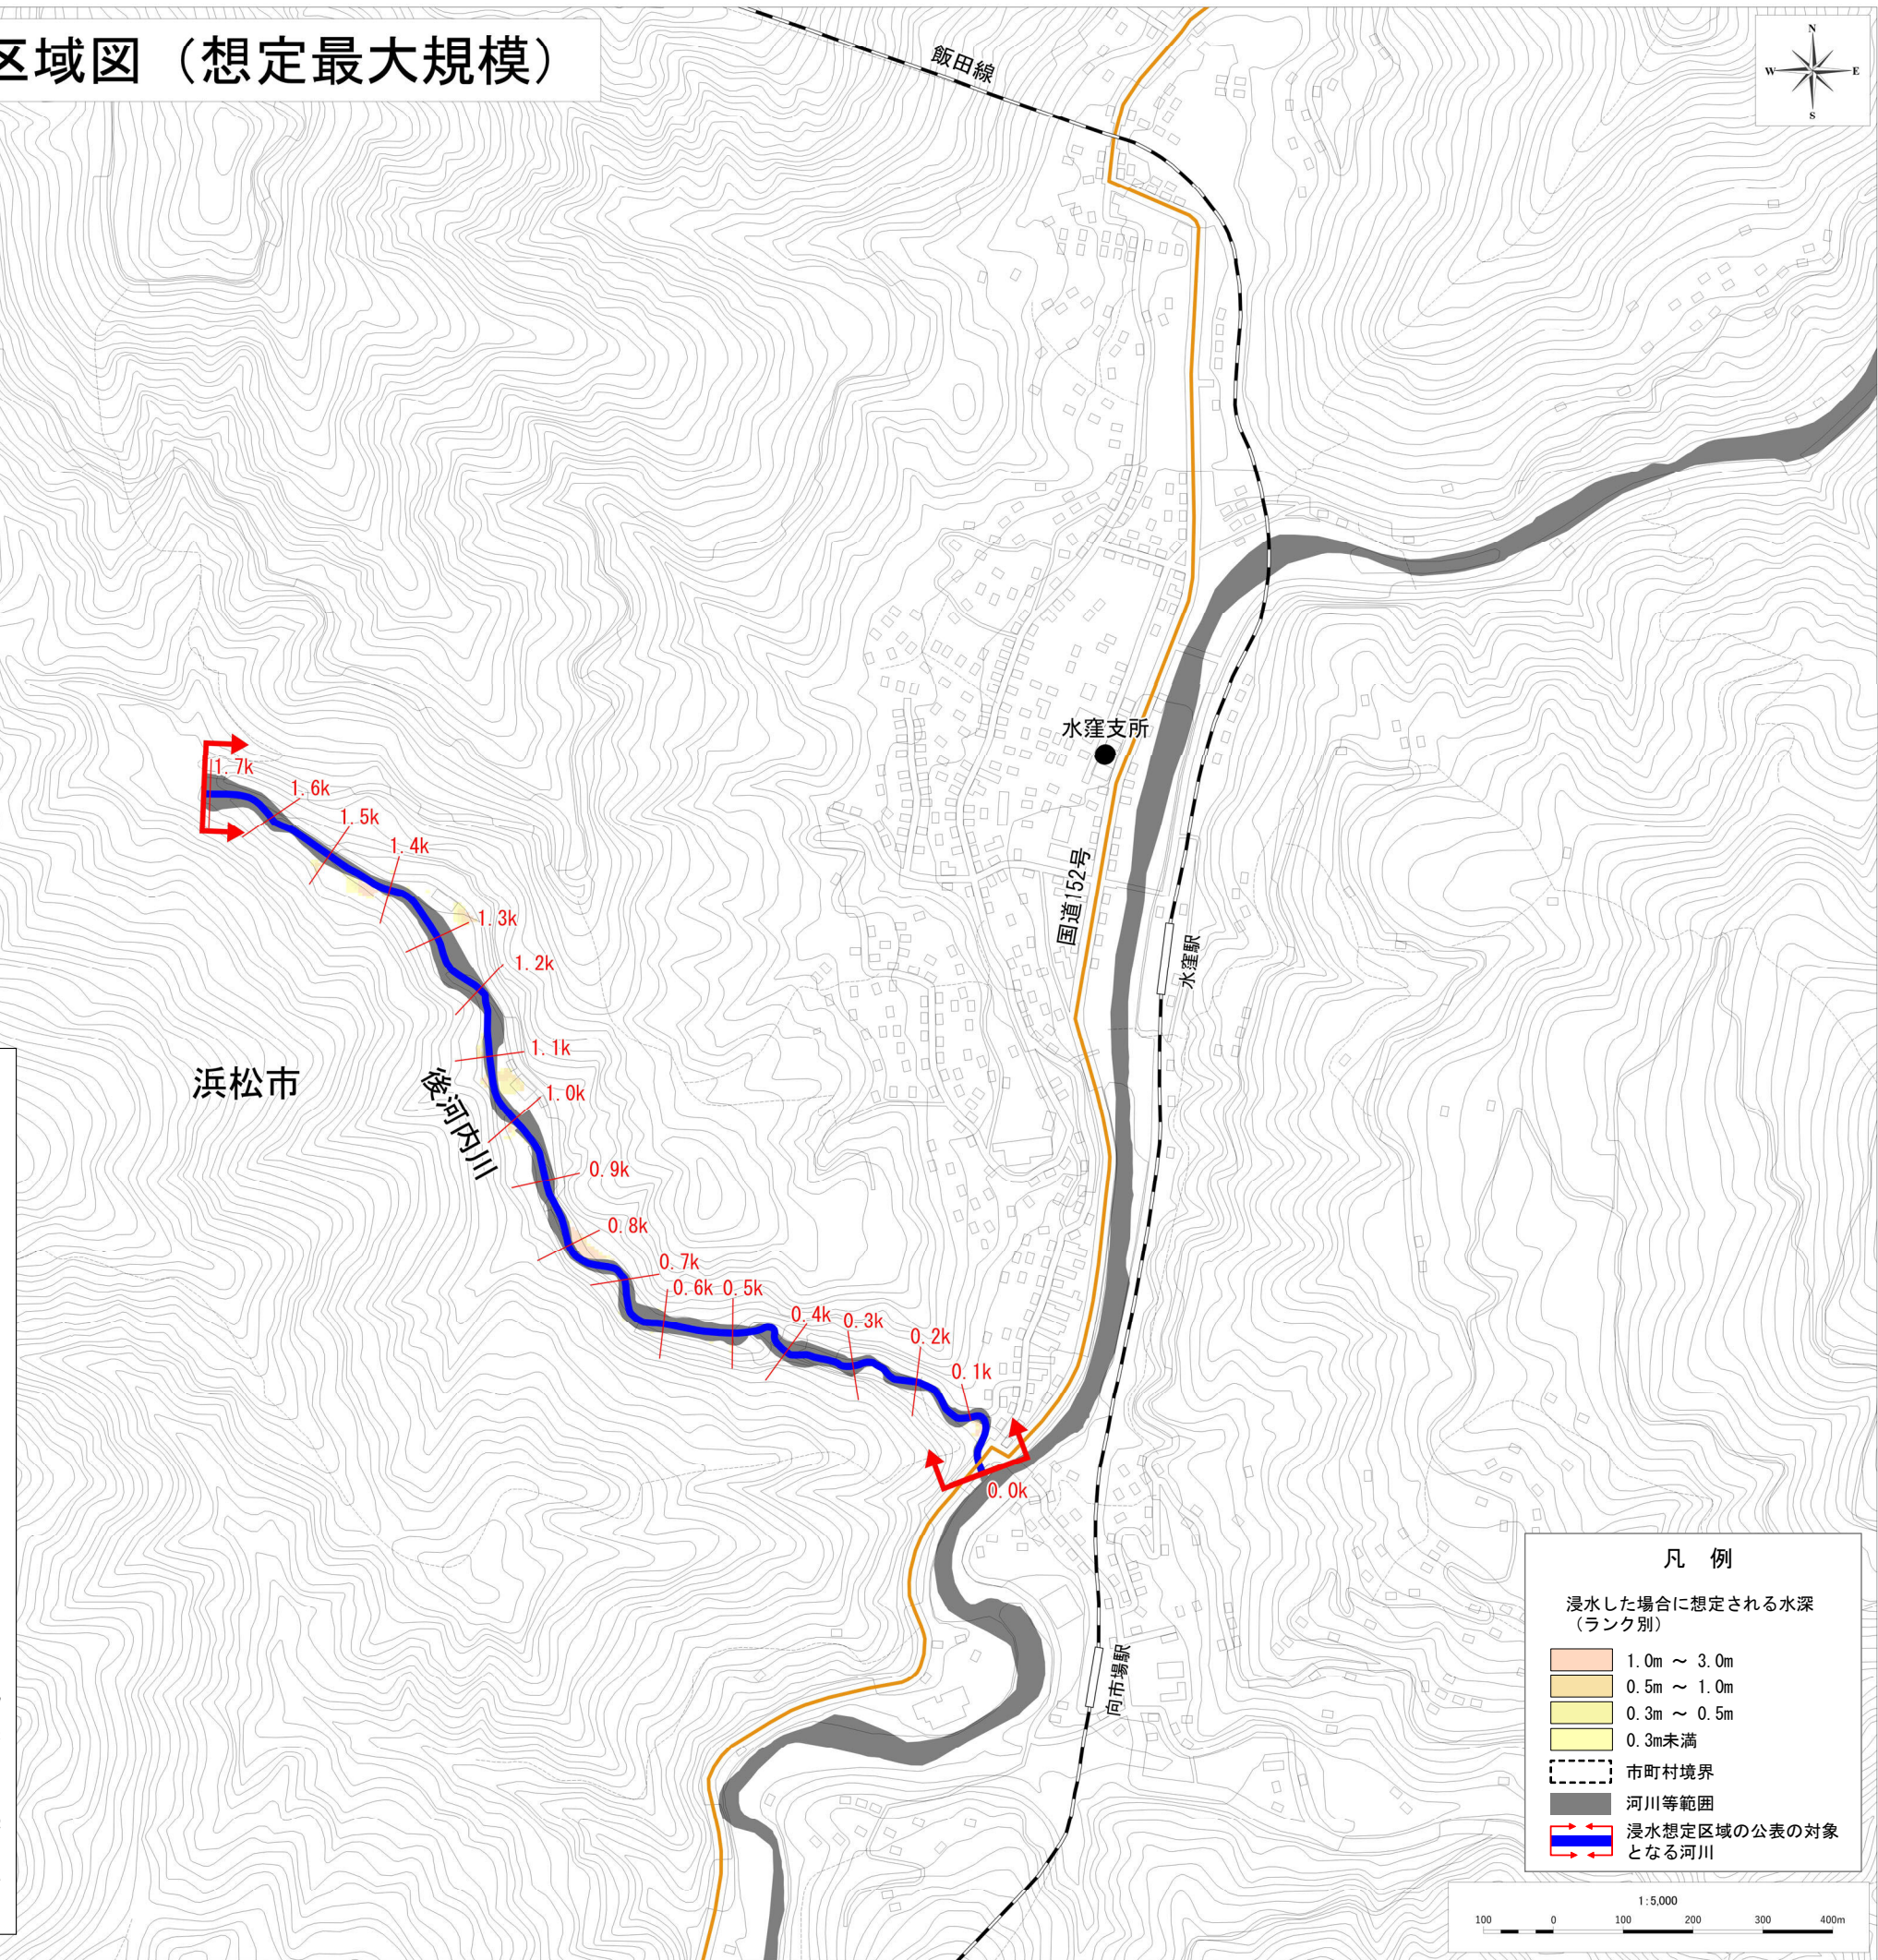 区域図（想定最大規模）
飯田線
N
W
E
S
水窪支所
国道152号
水窪駅
1.7k
1.6k
1.5k
1.4k
1.3k
1.2k
1.1k
1.0k
0.9k
0.8k
0.7k
0.6k
0.5k
0.4k
0.3k
0.2k
0.1k
0.0k
浜松市
後河内川
向市場駅
凡 例
浸水した場合に想定される水深
（ランク別）
1.0m ～ 3.0m
0.5m ～ 1.0m
0.3m ～ 0.5m
0.3m未満
市町村境界
河川等範囲
浸水想定区域の公表の対象
となる河川
1:5,000
100 0 100 200 300 400m